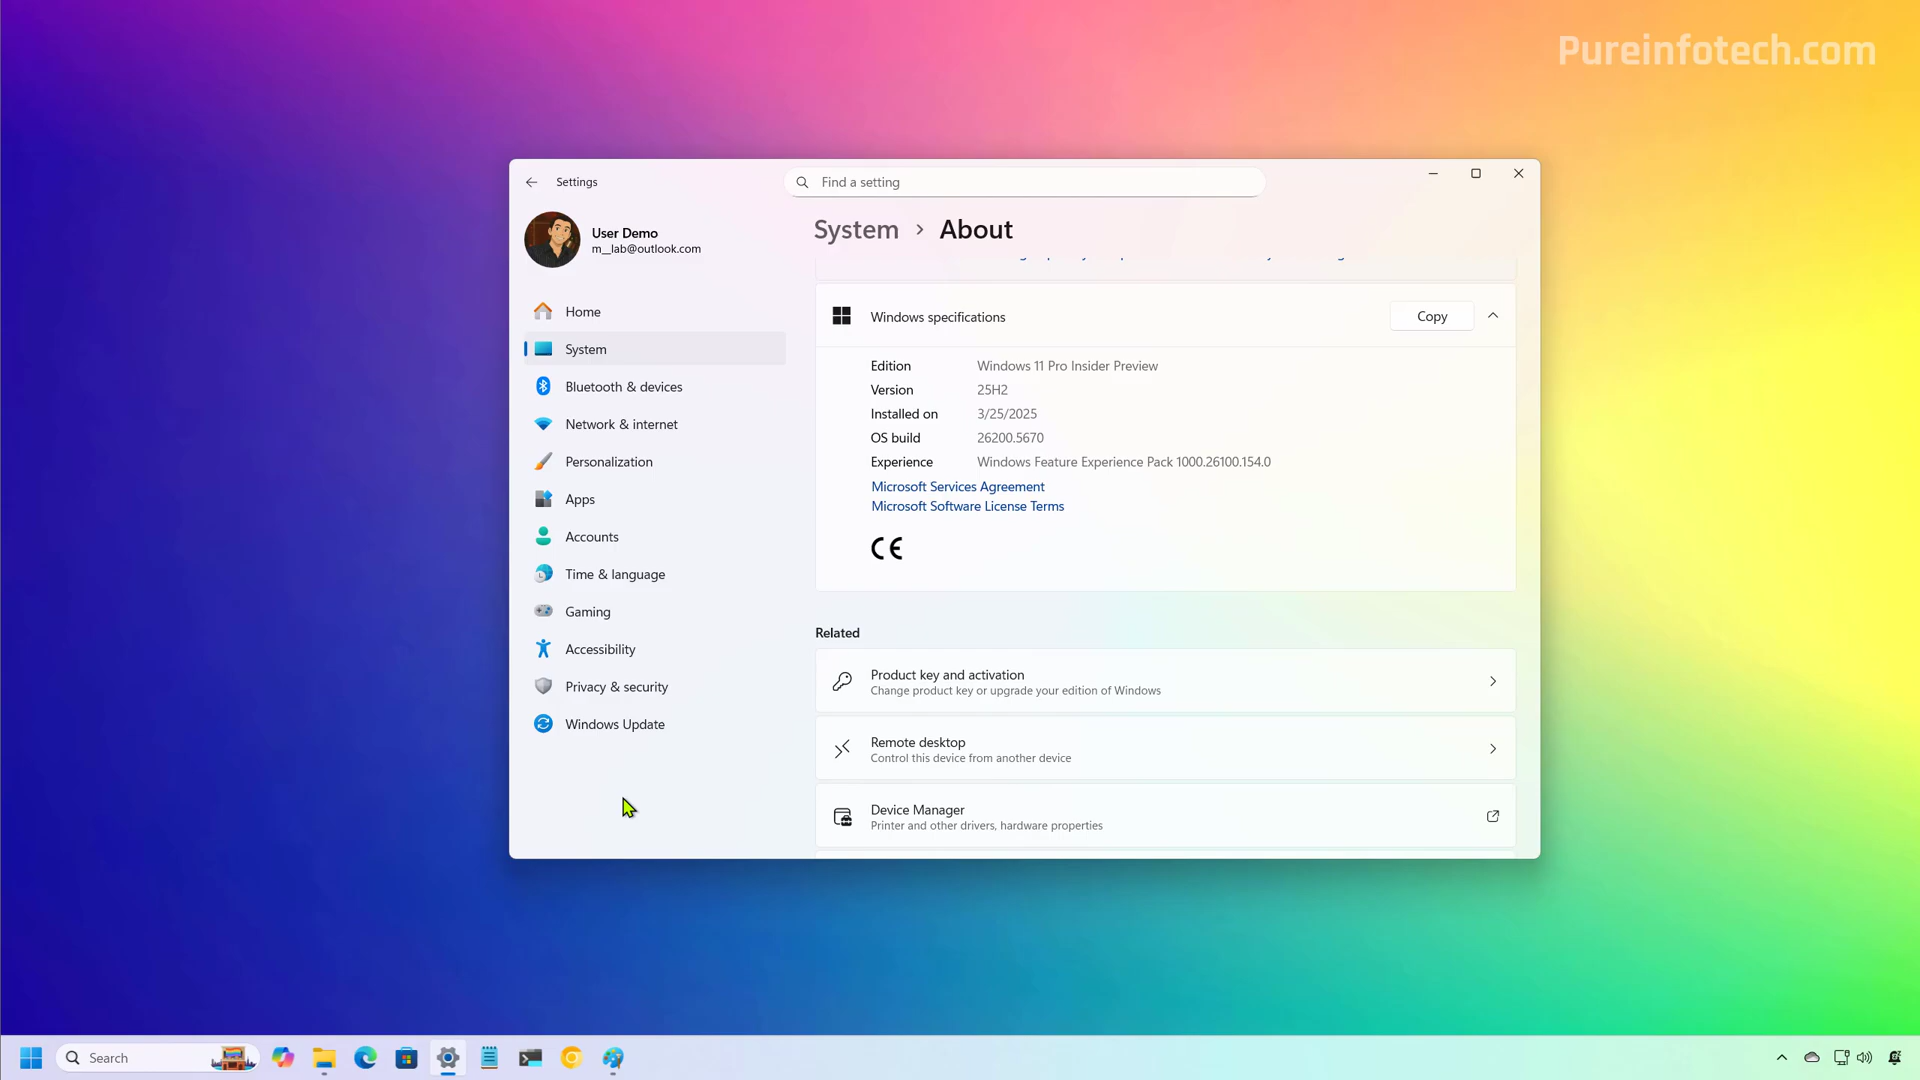 Pureinfotech.com
Settings
Find a setting
User Demo
m__lab@outlook.com
System > About
Home
System
Bluetooth & devices
Network & internet
Personalization
Apps
Accounts
Time & language
Gaming
Accessibility
Privacy & security
Windows Update
Windows specifications
Copy
Edition Windows 11 Pro Insider Preview
Version 25H2
Installed on 3/25/2025
OS build 26200.5670
Experience Windows Feature Experience Pack 1000.26100.154.0
Microsoft Services Agreement
Microsoft Software License Terms
CE
Related
Product key and activation
Change product key or upgrade your edition of Windows
Remote desktop
Control this device from another device
Device Manager
Printer and other drivers, hardware properties
Search